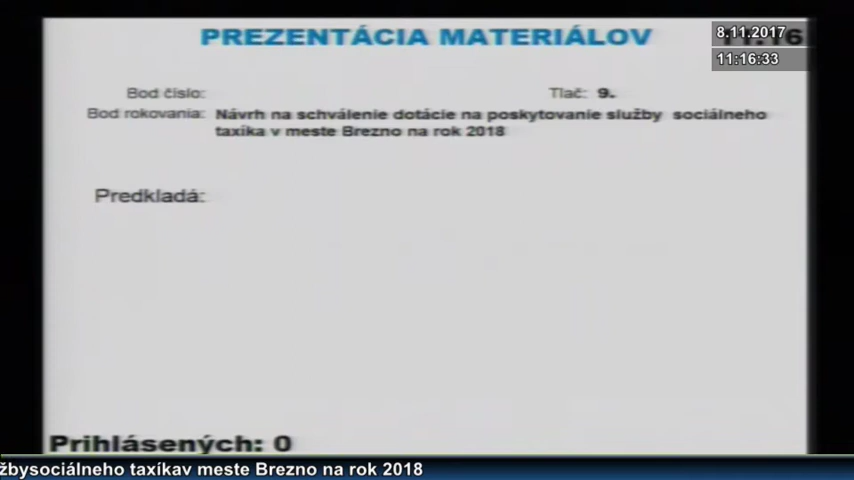 PREZENTÁCIA MATERIÁLOV
11:16
8.11.2017
11:16:33
Bod číslo:
Tlač: 9.
Bod rokovania: Návrh na schválenie dotácie na poskytovanie služby sociálneho
taxíka v meste Brezno na rok 2018
Predkladá:
Prihlásených: 0
žbysociálneho taxíkav meste Brezno na rok 2018